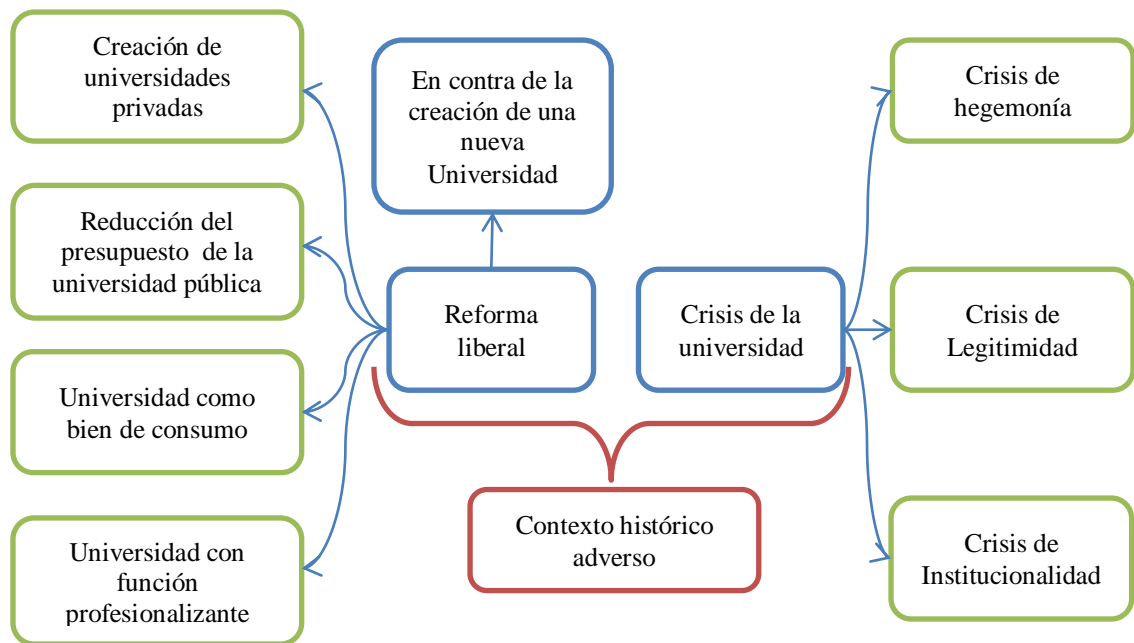 Creación de
universidades
privadas
En contra de la
creación de una
nueva
Universidad
Crisis de
hegemonía
Reducción del
presupuesto de la
universidad pública
Reforma
liberal
Crisis de la
universidad
Crisis de
Legitimidad
Universidad como
bien de consumo
Contexto histórico
adverso
Universidad con
función
profesionalizante
Crisis de
Institucionalidad